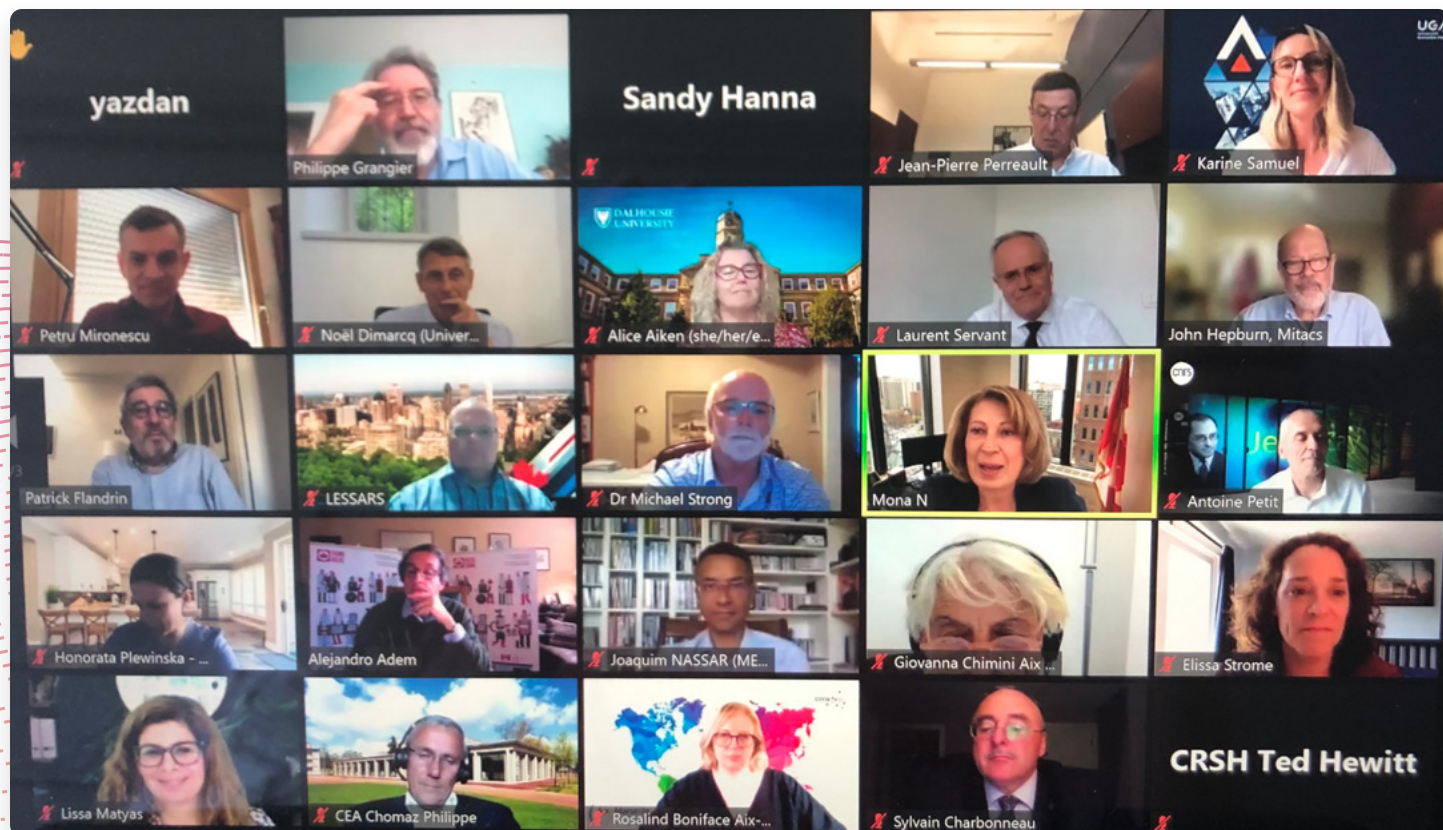 yazdan
Philippe Grangier
Sandy Hanna
Jean-Pierre Perreault
Karine Samuel
Petru Mironescu
Noël Dimarcq (Univer...
DALHOUSIE
UNIVERSITY
Alice Aiken (she/her/e...
Laurent Servant
John Hepburn, Mitacs
Patrick Flandrin
LESSARS
Dr Michael Strong
Mona N
cnrs
Antoine Petit
Honorata Plewinska - ...
Alejandro Adem
Joaquim NASSAR (ME...
Giovanna Chimini Aix ...
Elissa Strome
Lissa Matyas
CEA Chomaz Philippe
Rosalind Boniface Aix-...
Sylvain Charbonneau
CRSH Ted Hewitt